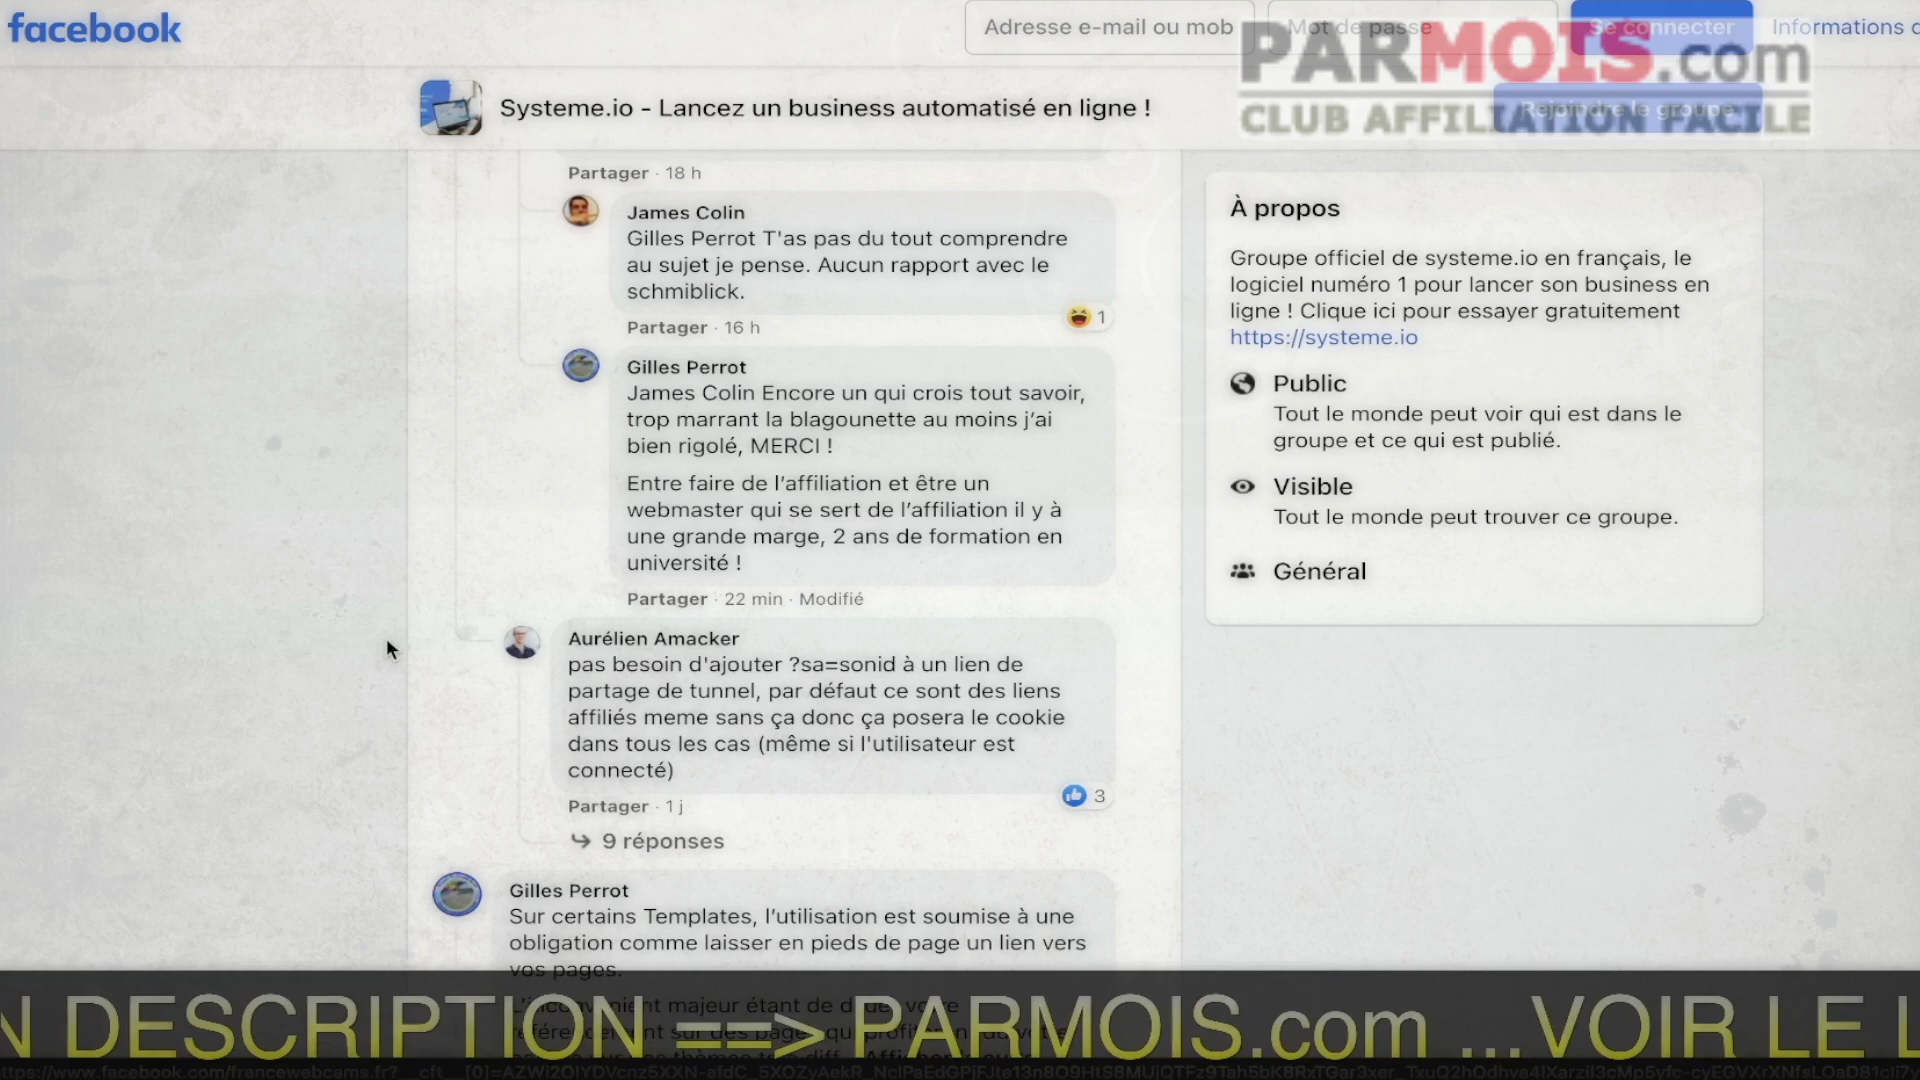 facebook
Adresse e-mail ou mob
Mot de passe
Se connecter
Informations
PARMOIS.com
CLUB AFFILIATION FACILE
Systeme.io - Lancez un business automatisé en ligne !
Rejoindre le groupe
Partager · 18 h
James Colin
Gilles Perrot T'as pas du tout comprendre
au sujet je pense. Aucun rapport avec le
schmiblick.
1
Partager · 16 h
Gilles Perrot
James Colin Encore un qui crois tout savoir,
trop marrant la blagounette au moins j’ai
bien rigolé, MERCI !
Entre faire de l’affiliation et être un
webmaster qui se sert de l’affiliation il y à
une grande marge, 2 ans de formation en
université !
Partager · 22 min · Modifié
Aurélien Amacker
pas besoin d'ajouter ?sa=sonid à un lien de
partage de tunnel, par défaut ce sont des liens
affiliés meme sans ça donc ça posera le cookie
dans tous les cas (même si l'utilisateur est
connecté)
3
Partager · 1 j
9 réponses
Gilles Perrot
Sur certains Templates, l’utilisation est soumise à une
obligation comme laisser en pieds de page un lien vers
vos pages.
À propos
Groupe officiel de systeme.io en français, le
logiciel numéro 1 pour lancer son business en
ligne ! Clique ici pour essayer gratuitement
https://systeme.io
Public
Tout le monde peut voir qui est dans le
groupe et ce qui est publié.
Visible
Tout le monde peut trouver ce groupe.
Général
N DESCRIPTION ==> PARMOIS.com ...VOIR LE L